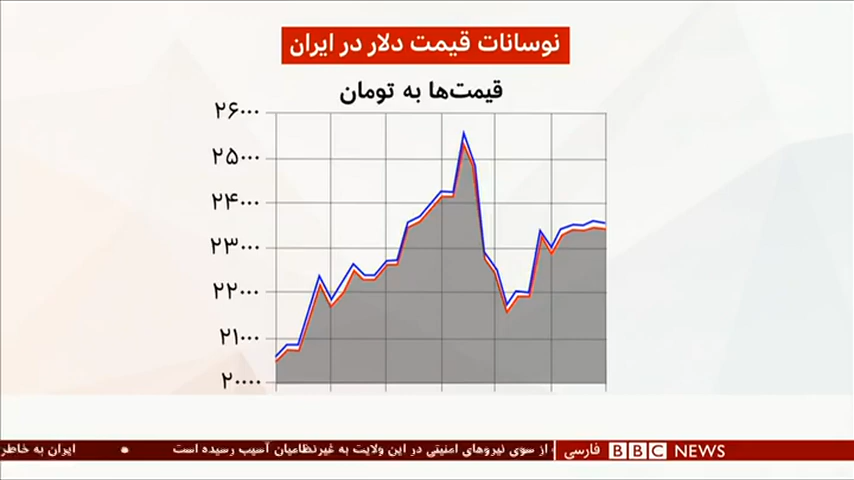 نوسانات قیمت دلار در ایران
قیمت‌ها به تومان
۲۶۰۰۰
۲۵۰۰۰
۲۴۰۰۰
۲۳۰۰۰
۲۲۰۰۰
۲۱۰۰۰
۲۰۰۰۰
BBC NEWS فارسی
از سوی نیروهای امنیتی در این ولایت به غیرنظامیان آسیب رسیده است
ایران به خاطر